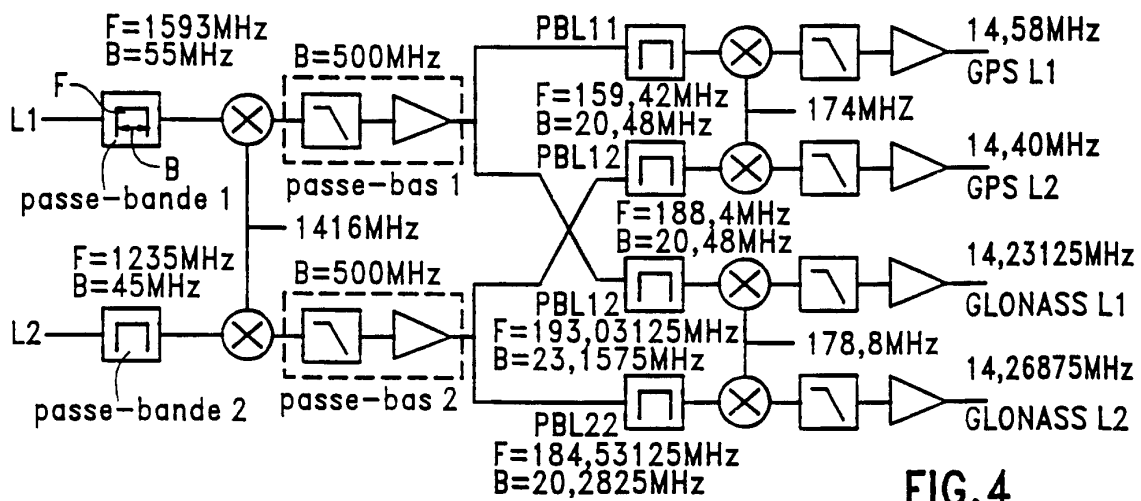 F=1593MHz
B=55MHz
F
L1
B
passe-bande 1
B=500MHz
passe-bas 1
1416MHz
F=1235MHz
B=45MHz
L2
passe-bande 2
B=500MHz
passe-bas 2
PBL11
F=159,42MHz
B=20,48MHz
PBL12
F=188,4MHz
B=20,48MHz
PBL12
F=193,03125MHz
B=23,1575MHz
PBL22
F=184,53125MHz
B=20,2825MHz
174MHZ
178,8MHz
14,58MHz
GPS L1
14,40MHz
GPS L2
14,23125MHz
GLONASS L1
14,26875MHz
GLONASS L2
FIG.4